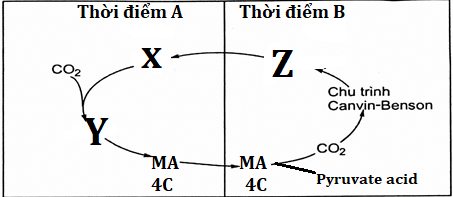 Thời điểm A
Thời điểm B
CO₂
X
Z
Chu trình
Canvin-Benson
Y
CO₂
MA
4C
MA
4C
Pyruvate acid